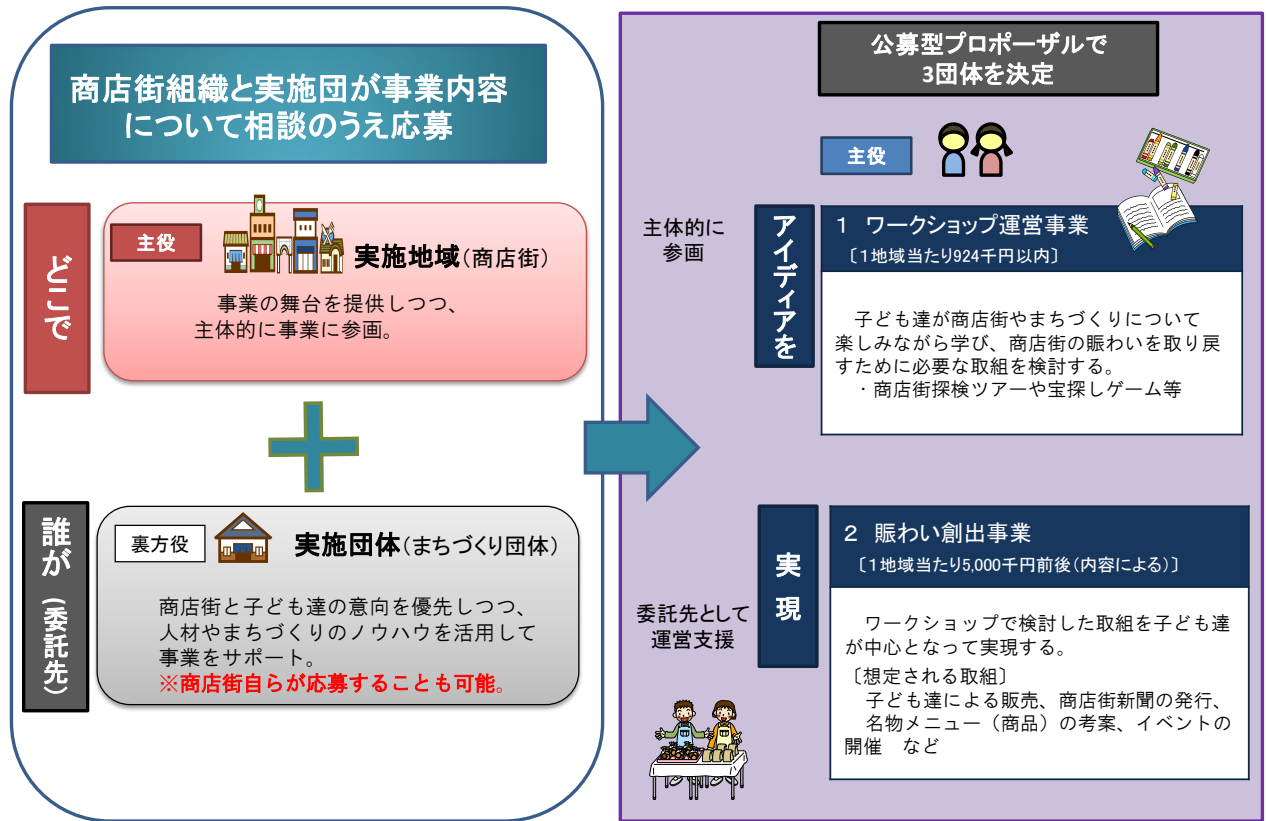 商店街組織と実施団が事業内容
について相談のうえ応募
どこで
主役
実施地域(商店街)
事業の舞台を提供しつつ、
主体的に事業に参画。
誰が(委託先)
裏方役
実施団体(まちづくり団体)
商店街と子ども達の意向を優先しつつ、
人材やまちづくりのノウハウを活用して
事業をサポート。
※商店街自らが応募することも可能。
公募型プロポーザルで
3団体を決定
主役
主体的に
参画
アイディアを
1 ワークショップ運営事業
〔1地域当たり924千円以内〕
子ども達が商店街やまちづくりについて
楽しみながら学び、商店街の賑わいを取り戻
すために必要な取組を検討する。
・商店街探検ツアーや宝探しゲーム等
委託先として
運営支援
実現
2 賑わい創出事業
〔1地域当たり5,000千円前後(内容による)〕
ワークショップで検討した取組を子ども達
が中心となって実現する。
〔想定される取組〕
子ども達による販売、商店街新聞の発行、
名物メニュー（商品）の考案、イベントの
開催　など